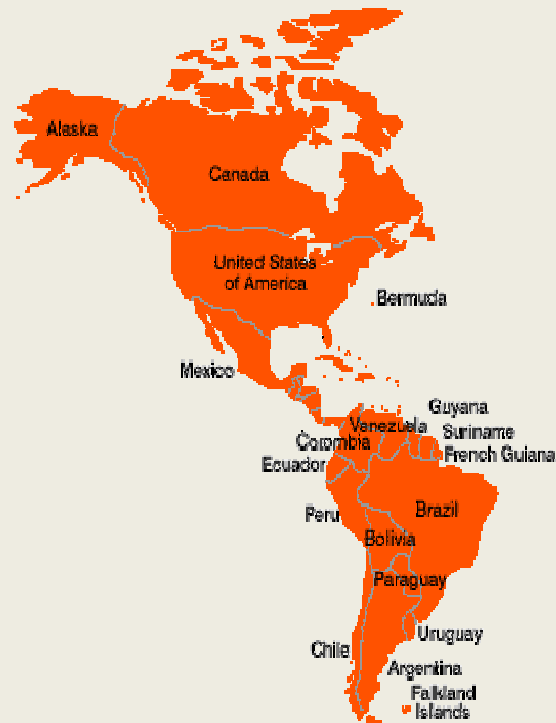 Alaska
Canada
United States
of America
Bermuda
Mexico
Guyana
Venezuela
Suriname
Colombia
French Guiana
Ecuador
Peru
Brazil
Bolivia
Paraguay
Uruguay
Chile
Argentina
Falkland
Islands